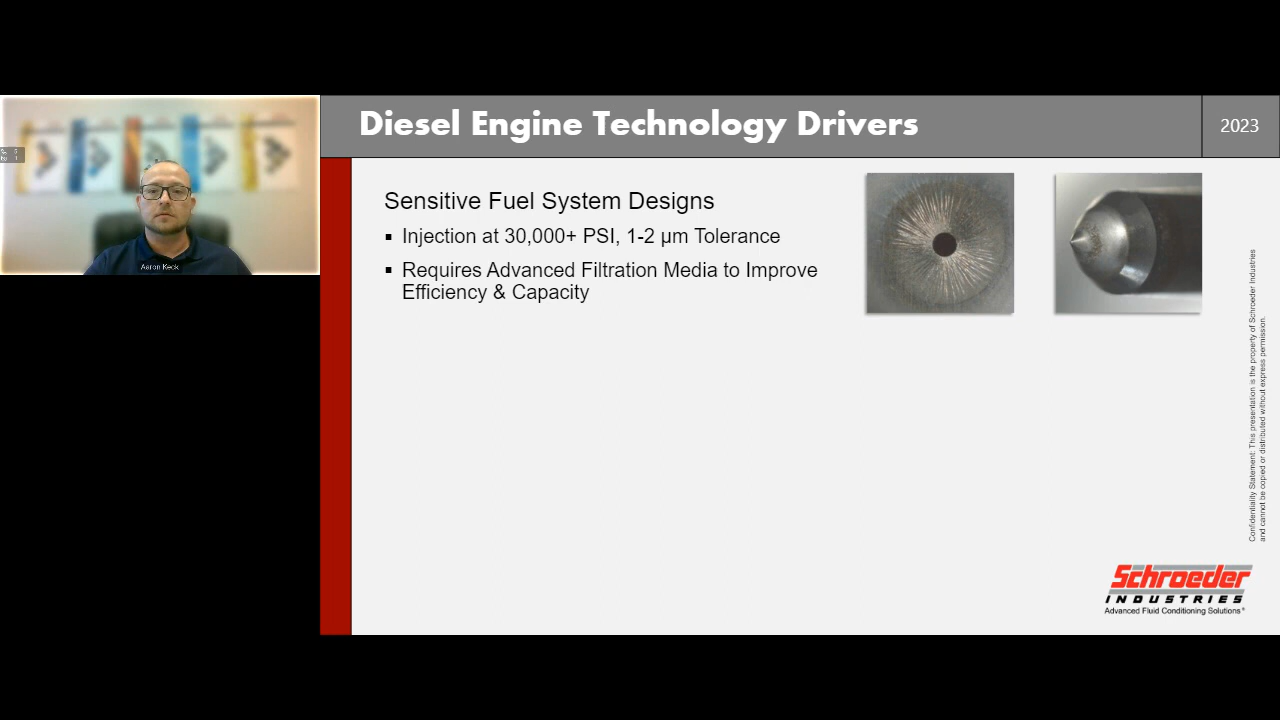 Diesel Engine Technology Drivers
2023
Aaron Keck
Sensitive Fuel System Designs
▪ Injection at 30,000+ PSI, 1-2 μm Tolerance
▪ Requires Advanced Filtration Media to Improve
Efficiency & Capacity
Confidentiality Statement: This presentation is the property of Schroeder Industries
and cannot be copied or distributed without express permission.
Schroeder
INDUSTRIES
Advanced Fluid Conditioning Solutions®